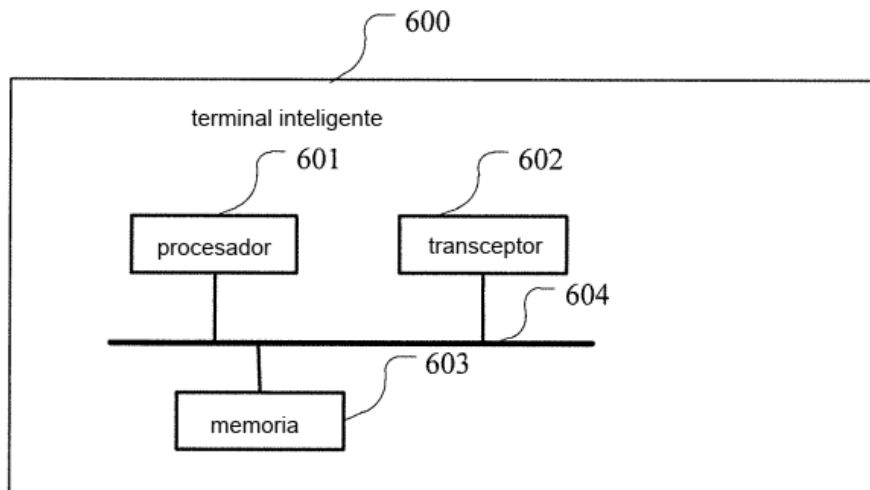 600
terminal inteligente
601
602
procesador
transceptor
604
603
memoria